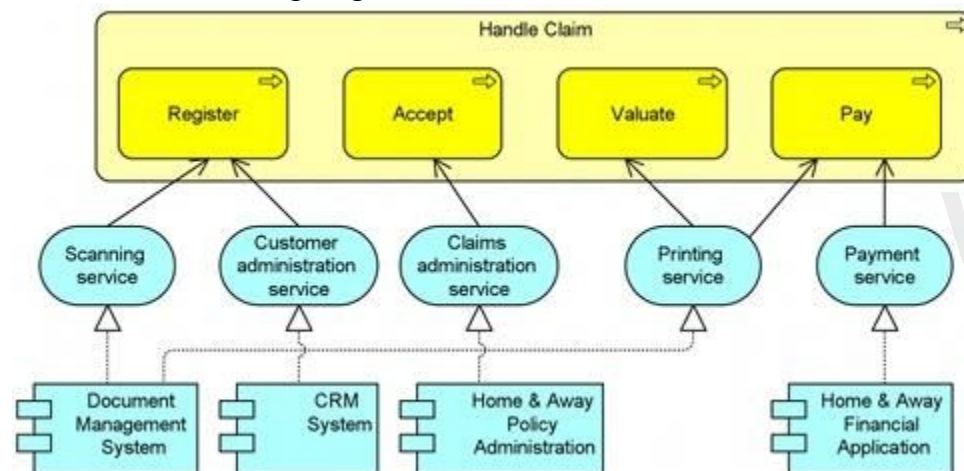 Handle Claim
Register
Accept
Valuate
Pay
Scanning
service
Customer
administration
service
Claims
administration
service
Printing
service
Payment
service
Document
Management
System
CRM
System
Home & Away
Policy
Administration
Home & Away
Financial
Application